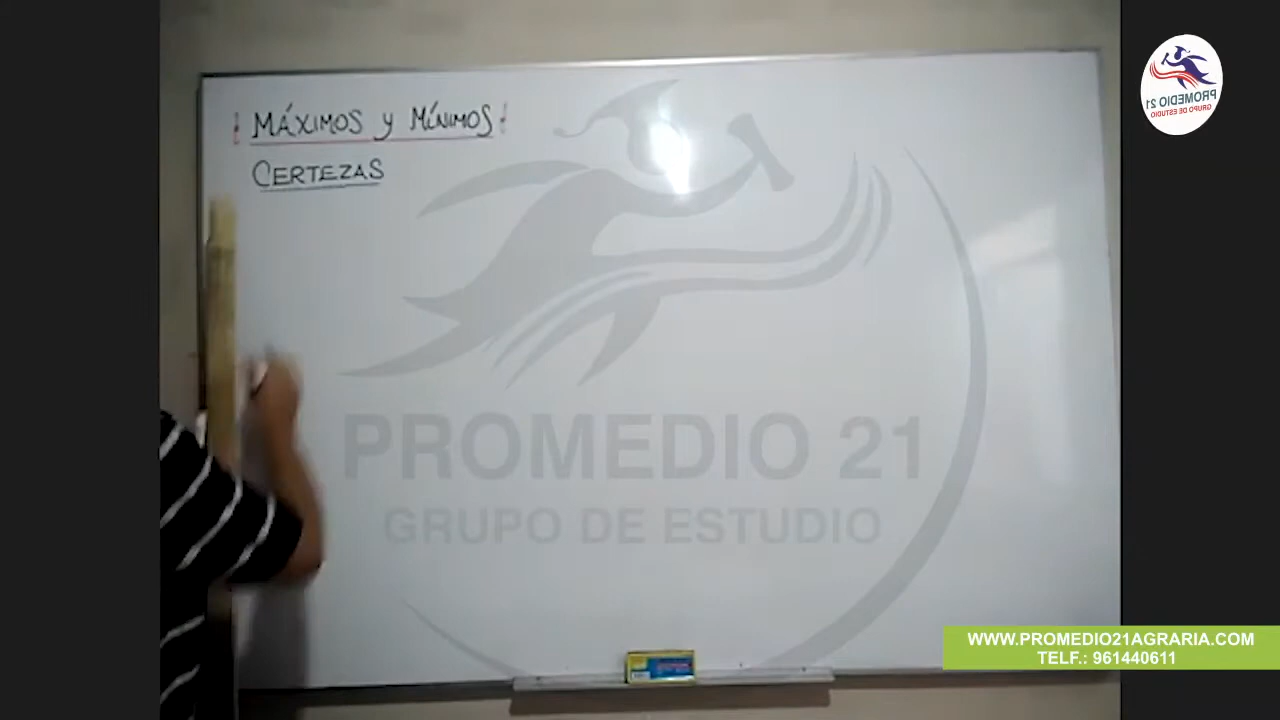 MÁXIMOS y MÍNIMOS
CERTEZAS
PROMEDIO 21
GRUPO DE ESTUDIO
PROMEDIO 21
GRUPO DE ESTUDIO
WWW.PROMEDIO21AGRARIA.COM
TELF.: 961440611